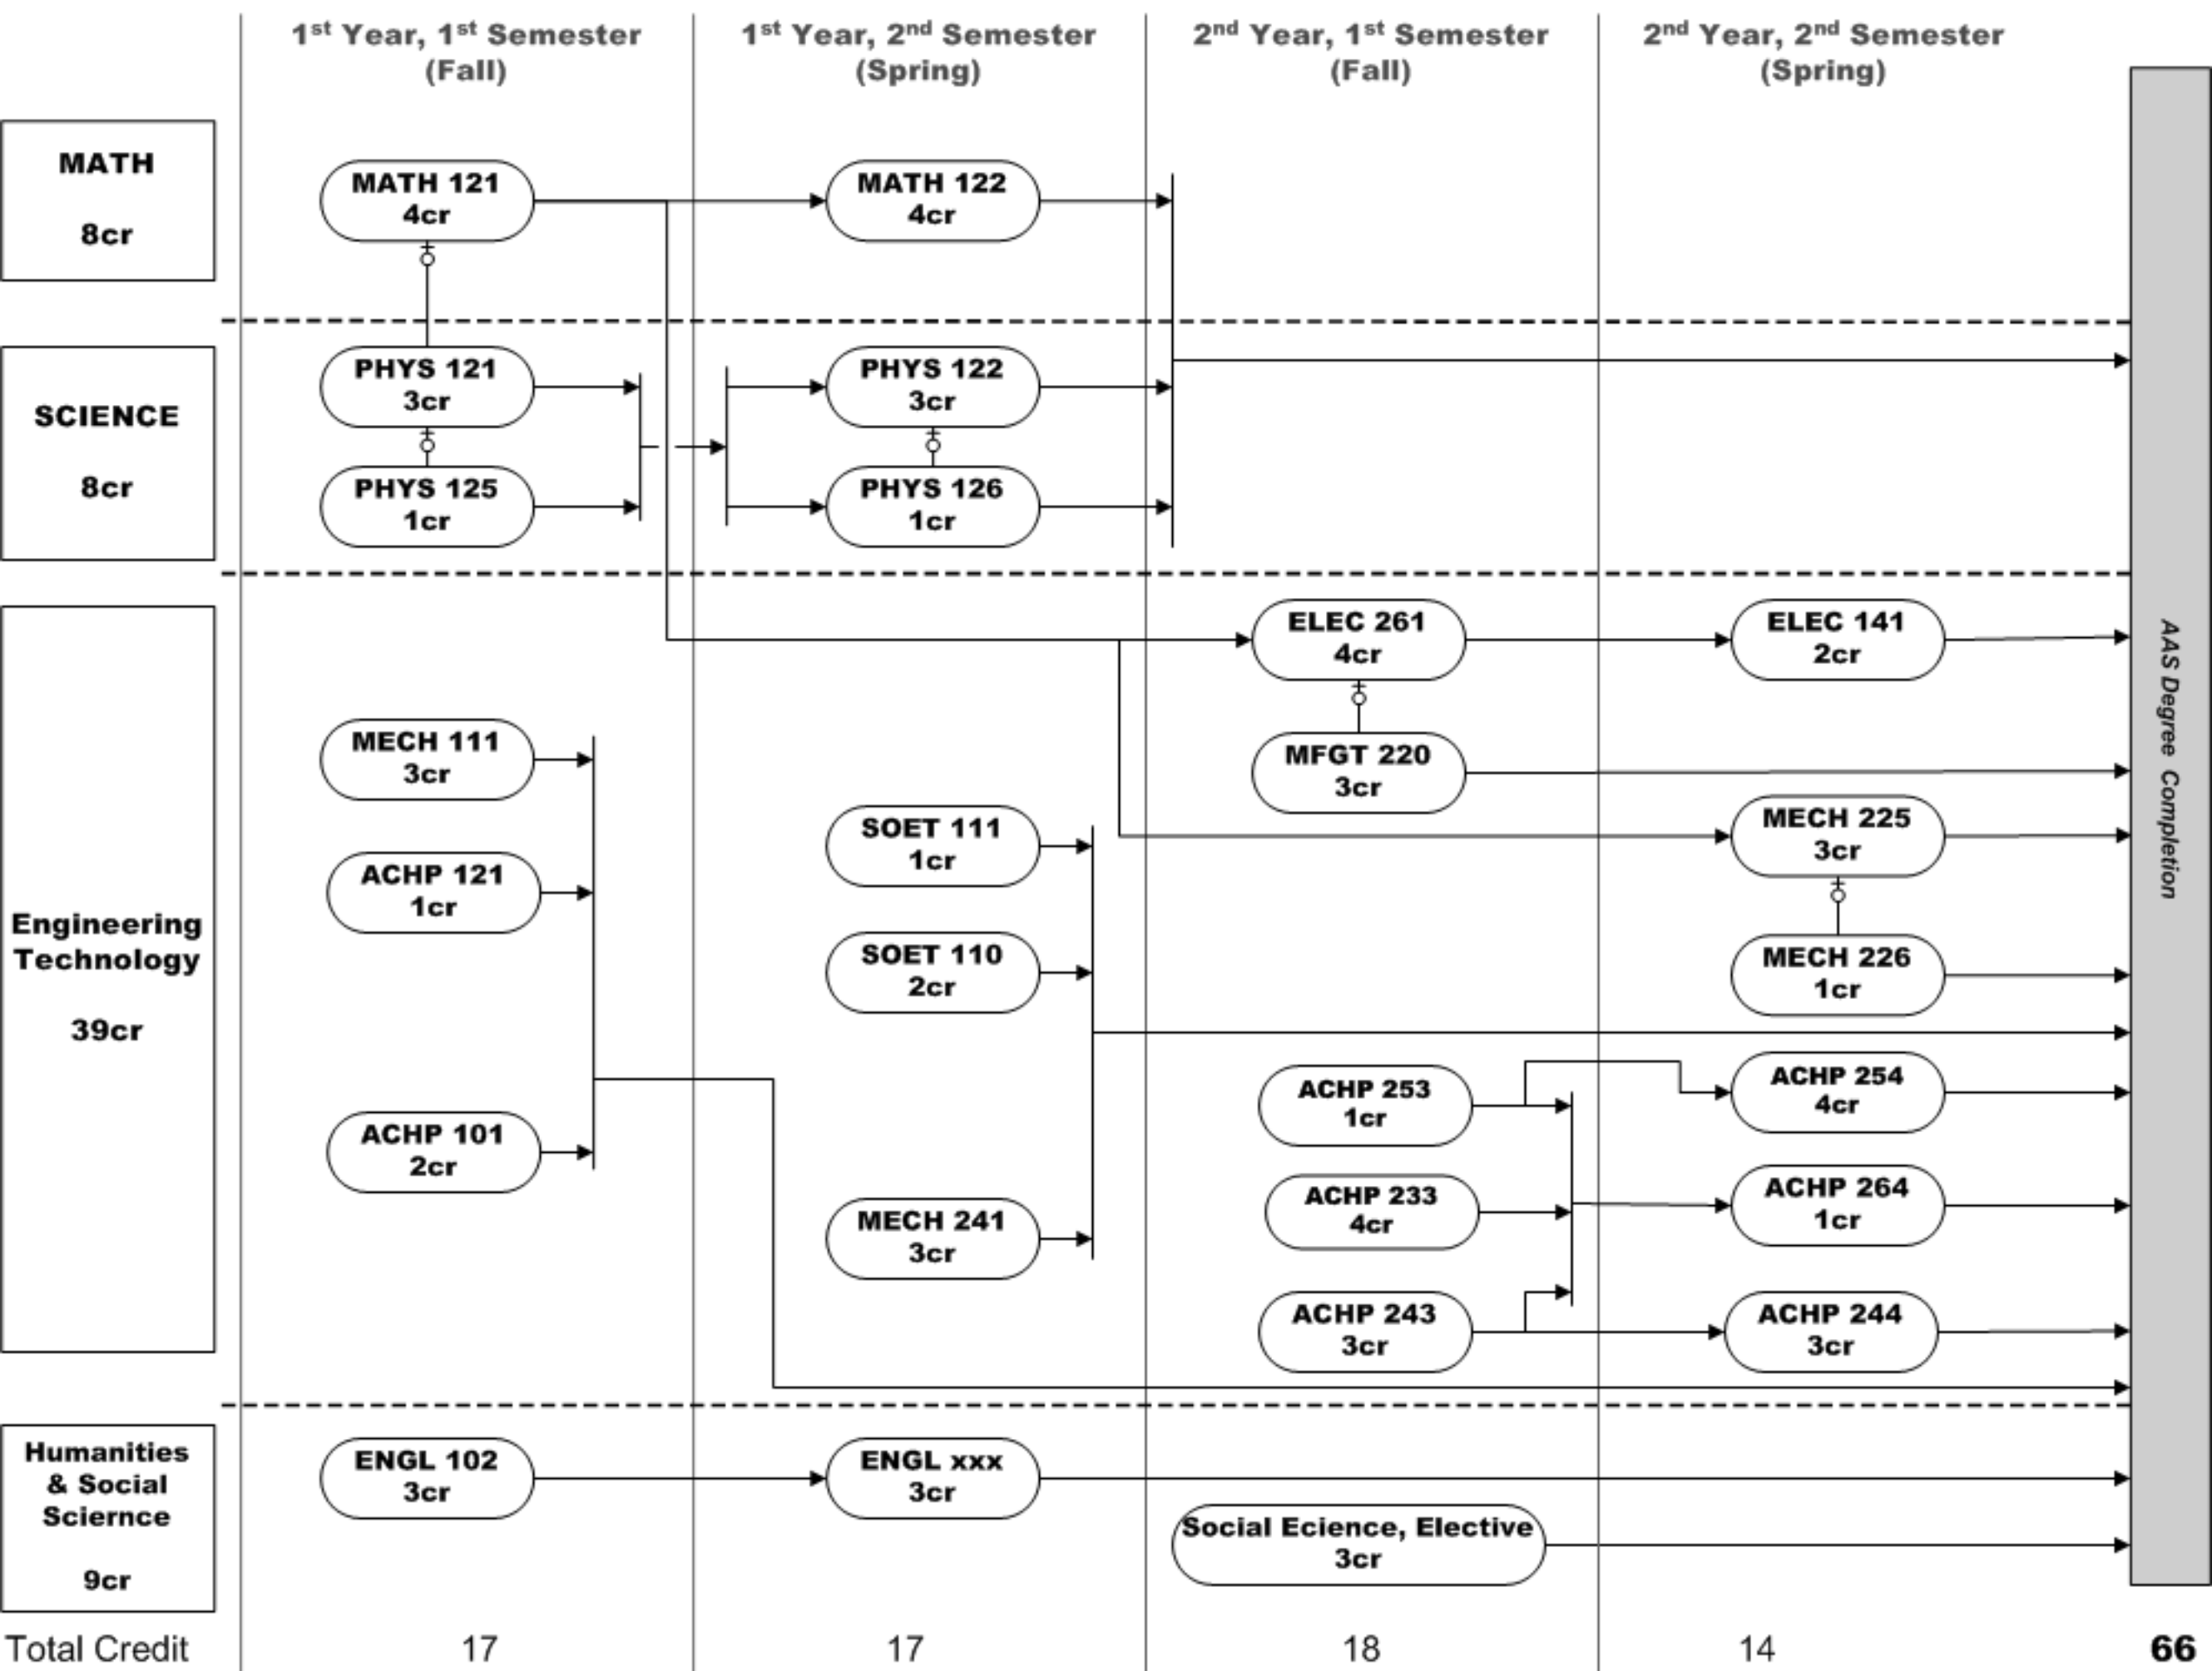 1st Year, 1st Semester
(Fall)
1st Year, 2nd Semester
(Spring)
2nd Year, 1st Semester
(Fall)
2nd Year, 2nd Semester
(Spring)
MATH
8cr
MATH 121
4cr
MATH 122
4cr
SCIENCE
8cr
PHYS 121
3cr
PHYS 122
3cr
PHYS 125
1cr
PHYS 126
1cr
Engineering
Technology
39cr
ELEC 261
4cr
ELEC 141
2cr
MECH 111
3cr
MFGT 220
3cr
SOET 111
1cr
MECH 225
3cr
ACHP 121
1cr
SOET 110
2cr
MECH 226
1cr
ACHP 253
1cr
ACHP 254
4cr
ACHP 101
2cr
ACHP 233
4cr
ACHP 264
1cr
MECH 241
3cr
ACHP 243
3cr
ACHP 244
3cr
AAS Degree Completion
Humanities
& Social
Sciernce
9cr
ENGL 102
3cr
ENGL xxx
3cr
Social Ecience, Elective
3cr
Total Credit
17
17
18
14
66